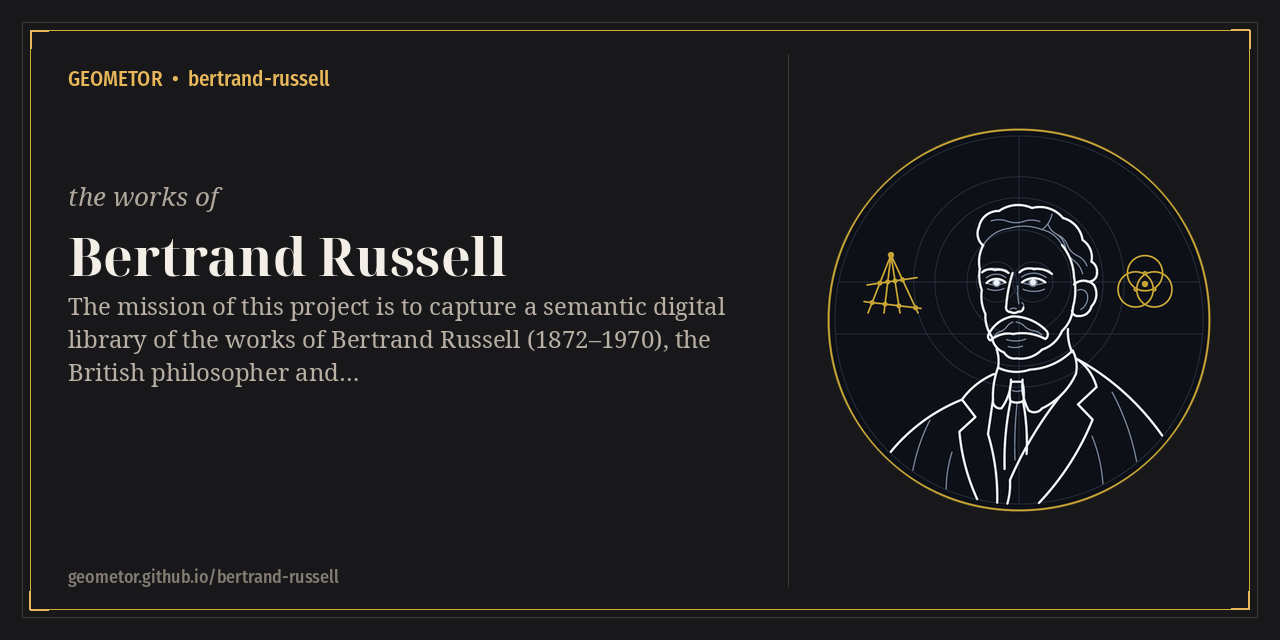 GEOMETOR • bertrand-russell
the works of
Bertrand Russell
The mission of this project is to capture a semantic digital
library of the works of Bertrand Russell (1872–1970), the
British philosopher and...
geometor.github.io/bertrand-russell